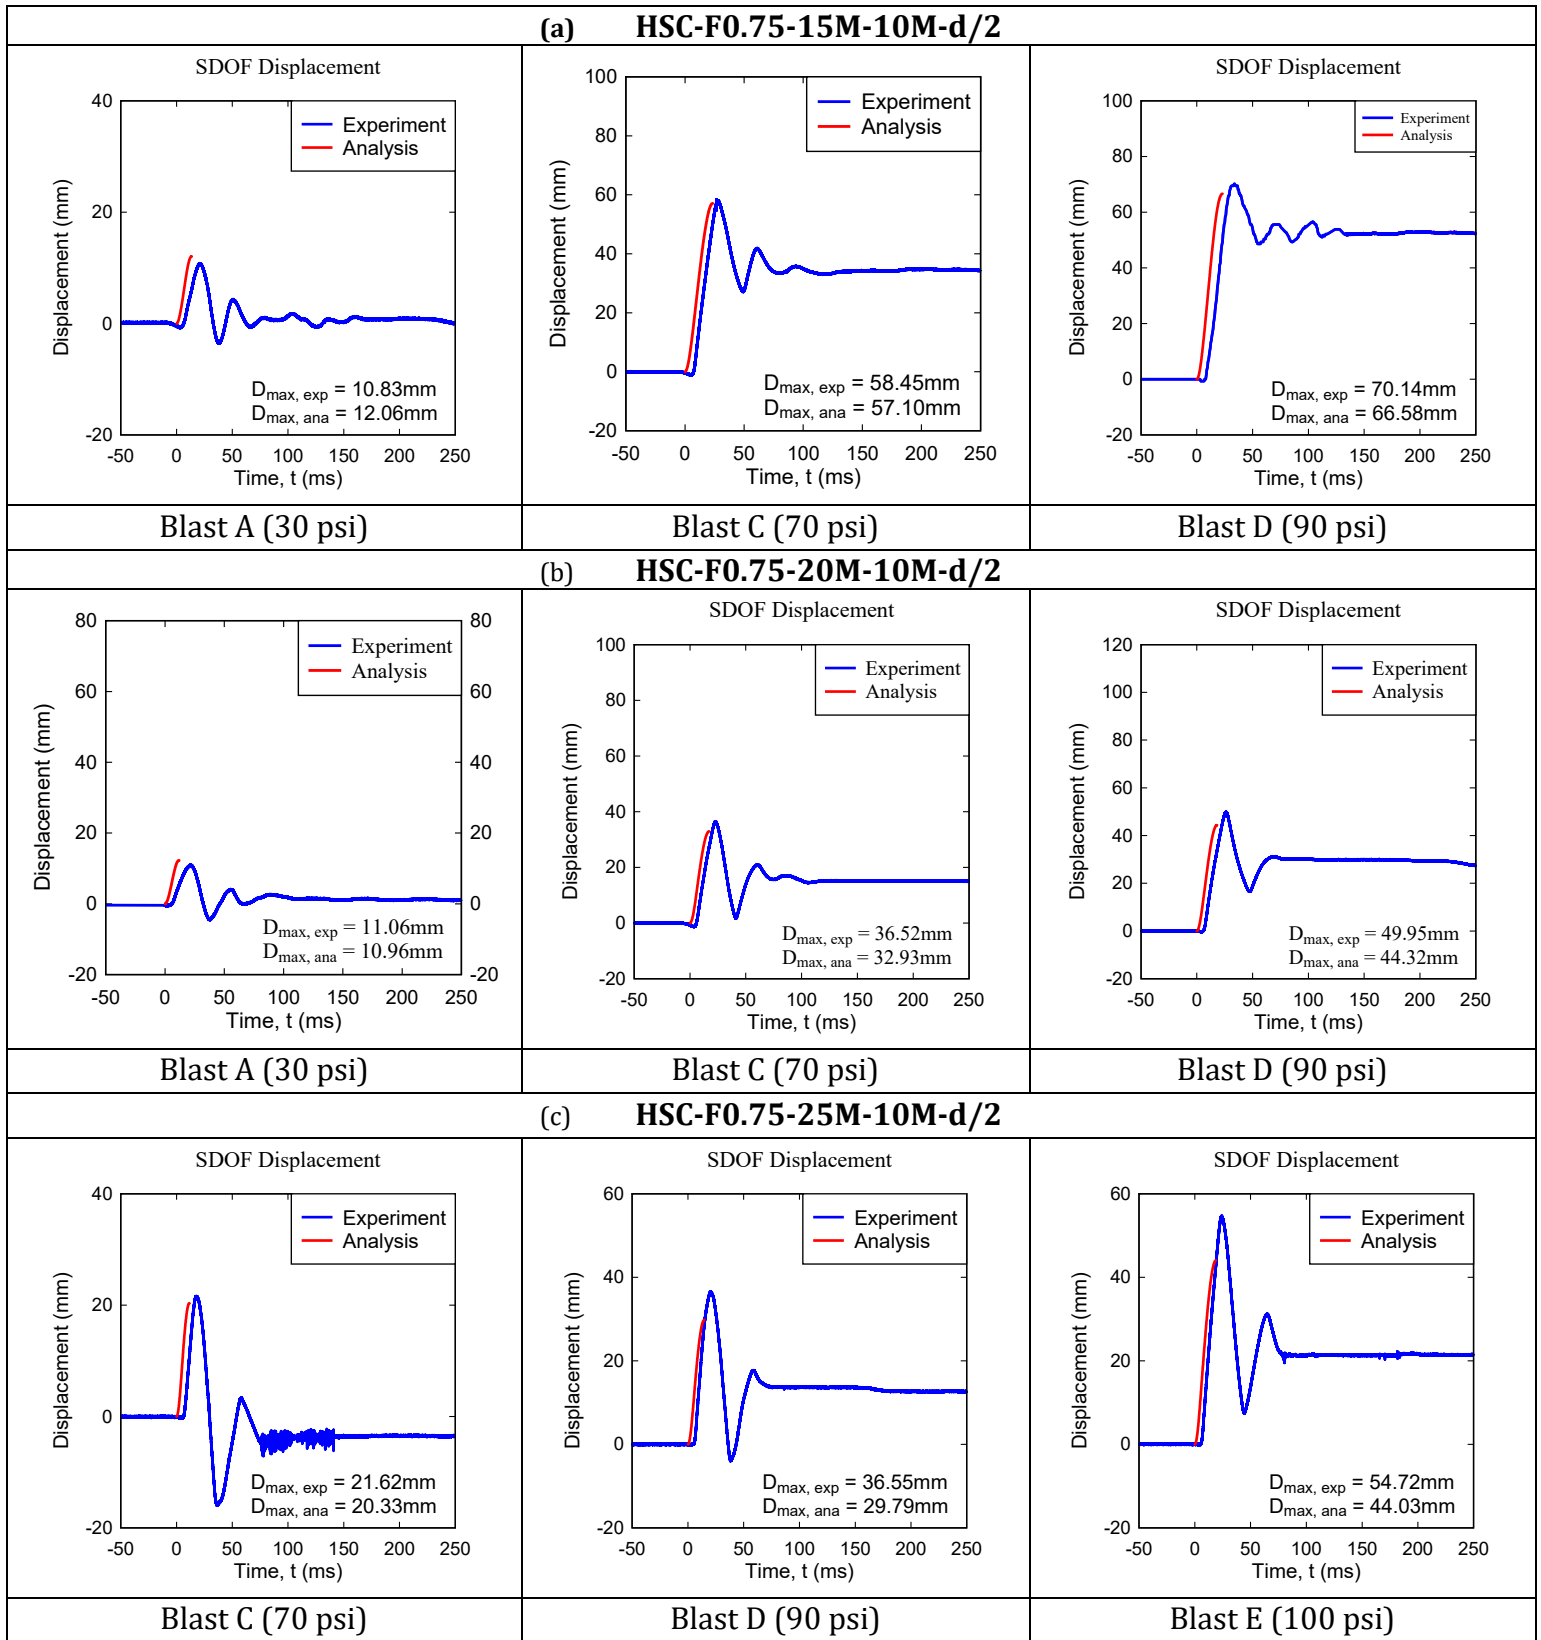 (a) HSC-F0.75-15M-10M-d/2
SDOF Displacement
40
20
0
-20
-50 0 50 100 150 200 250
Displacement (mm)
Time, t (ms)
Experiment
Analysis
Dmax, exp = 10.83mm
Dmax, ana = 12.06mm
100
80
60
40
20
0
-20
-50 0 50 100 150 200 250
Displacement (mm)
Time, t (ms)
Experiment
Analysis
Dmax, exp = 58.45mm
Dmax, ana = 57.10mm
SDOF Displacement
100
80
60
40
20
0
-20
-50 0 50 100 150 200 250
Displacement (mm)
Time, t (ms)
Experiment
Analysis
Dmax, exp = 70.14mm
Dmax, ana = 66.58mm
Blast A (30 psi)
Blast C (70 psi)
Blast D (90 psi)
(b) HSC-F0.75-20M-10M-d/2
80 80
60 60
40 40
20 20
0 0
-20 -20
-50 0 50 100 150 200 250
Displacement (mm)
Time, t (ms)
Experiment
Analysis
Dmax, exp = 11.06mm
Dmax, ana = 10.96mm
SDOF Displacement
100
80
60
40
20
0
-20
-50 0 50 100 150 200 250
Displacement (mm)
Time, t (ms)
Experiment
Analysis
Dmax, exp = 36.52mm
Dmax, ana = 32.93mm
SDOF Displacement
120
100
80
60
40
20
0
-20
-50 0 50 100 150 200 250
Displacement (mm)
Time, t (ms)
Experiment
Analysis
Dmax, exp = 49.95mm
Dmax, ana = 44.32mm
Blast A (30 psi)
Blast C (70 psi)
Blast D (90 psi)
(c) HSC-F0.75-25M-10M-d/2
SDOF Displacement
40
20
0
-20
-50 0 50 100 150 200 250
Displacement (mm)
Time, t (ms)
Experiment
Analysis
Dmax, exp = 21.62mm
Dmax, ana = 20.33mm
SDOF Displacement
60
40
20
0
-20
-50 0 50 100 150 200 250
Displacement (mm)
Time, t (ms)
Experiment
Analysis
Dmax, exp = 36.55mm
Dmax, ana = 29.79mm
SDOF Displacement
60
40
20
0
-20
-50 0 50 100 150 200 250
Displacement (mm)
Time, t (ms)
Experiment
Analysis
Dmax, exp = 54.72mm
Dmax, ana = 44.03mm
Blast C (70 psi)
Blast D (90 psi)
Blast E (100 psi)